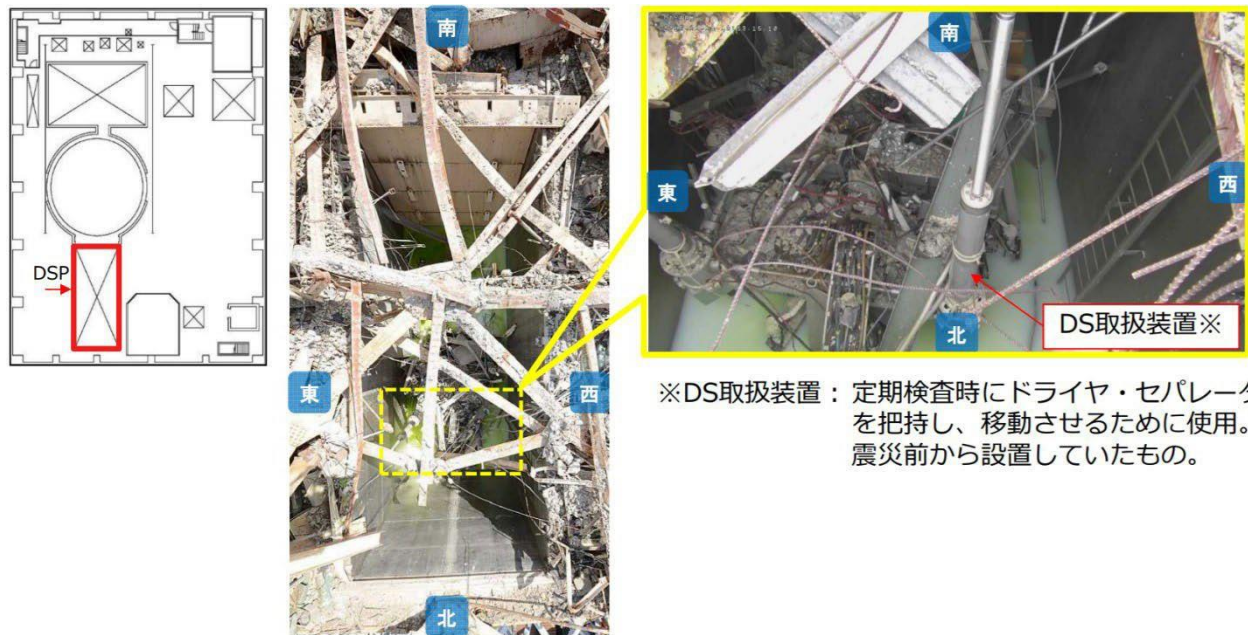 DSP
南
東
西
北
南
東
西
北
DS取扱装置※
※DS取扱装置： 定期検査時にドライヤ・セパレータ
を把持し、移動させるために使用。
震災前から設置していたもの。